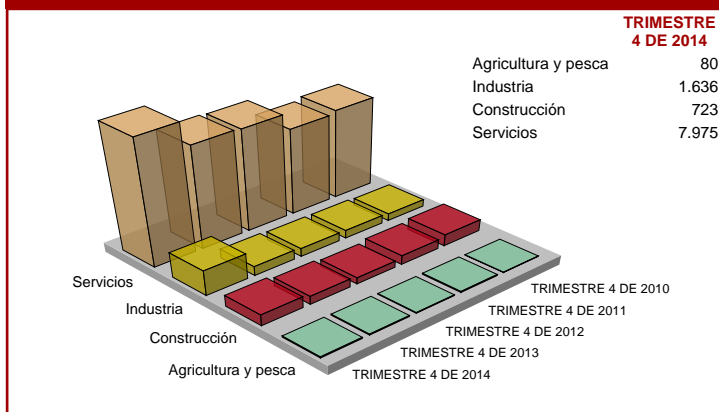 TRIMESTRE
4 DE 2014
Agricultura y pesca 80
Industria 1.636
Construcción 723
Servicios 7.975
Servicios
Industria
Construcción
Agricultura y pesca
TRIMESTRE 4 DE 2010
TRIMESTRE 4 DE 2011
TRIMESTRE 4 DE 2012
TRIMESTRE 4 DE 2013
TRIMESTRE 4 DE 2014